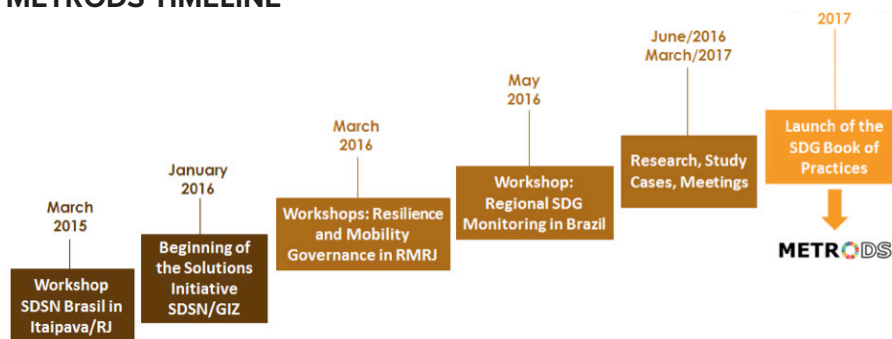 METRODS TIMELINE
March
2015
Workshop
SDSN Brasil in
Itaipava/RJ
January
2016
Beginning of
the Solutions
Initiative
SDSN/GIZ
March
2016
Workshops: Resilience
and Mobility
Governance in RMRJ
May
2016
Workshop:
Regional SDG
Monitoring in Brazil
June/2016
March/2017
Research, Study
Cases, Meetings
2017
Launch of the
SDG Book of
Practices
METRODS